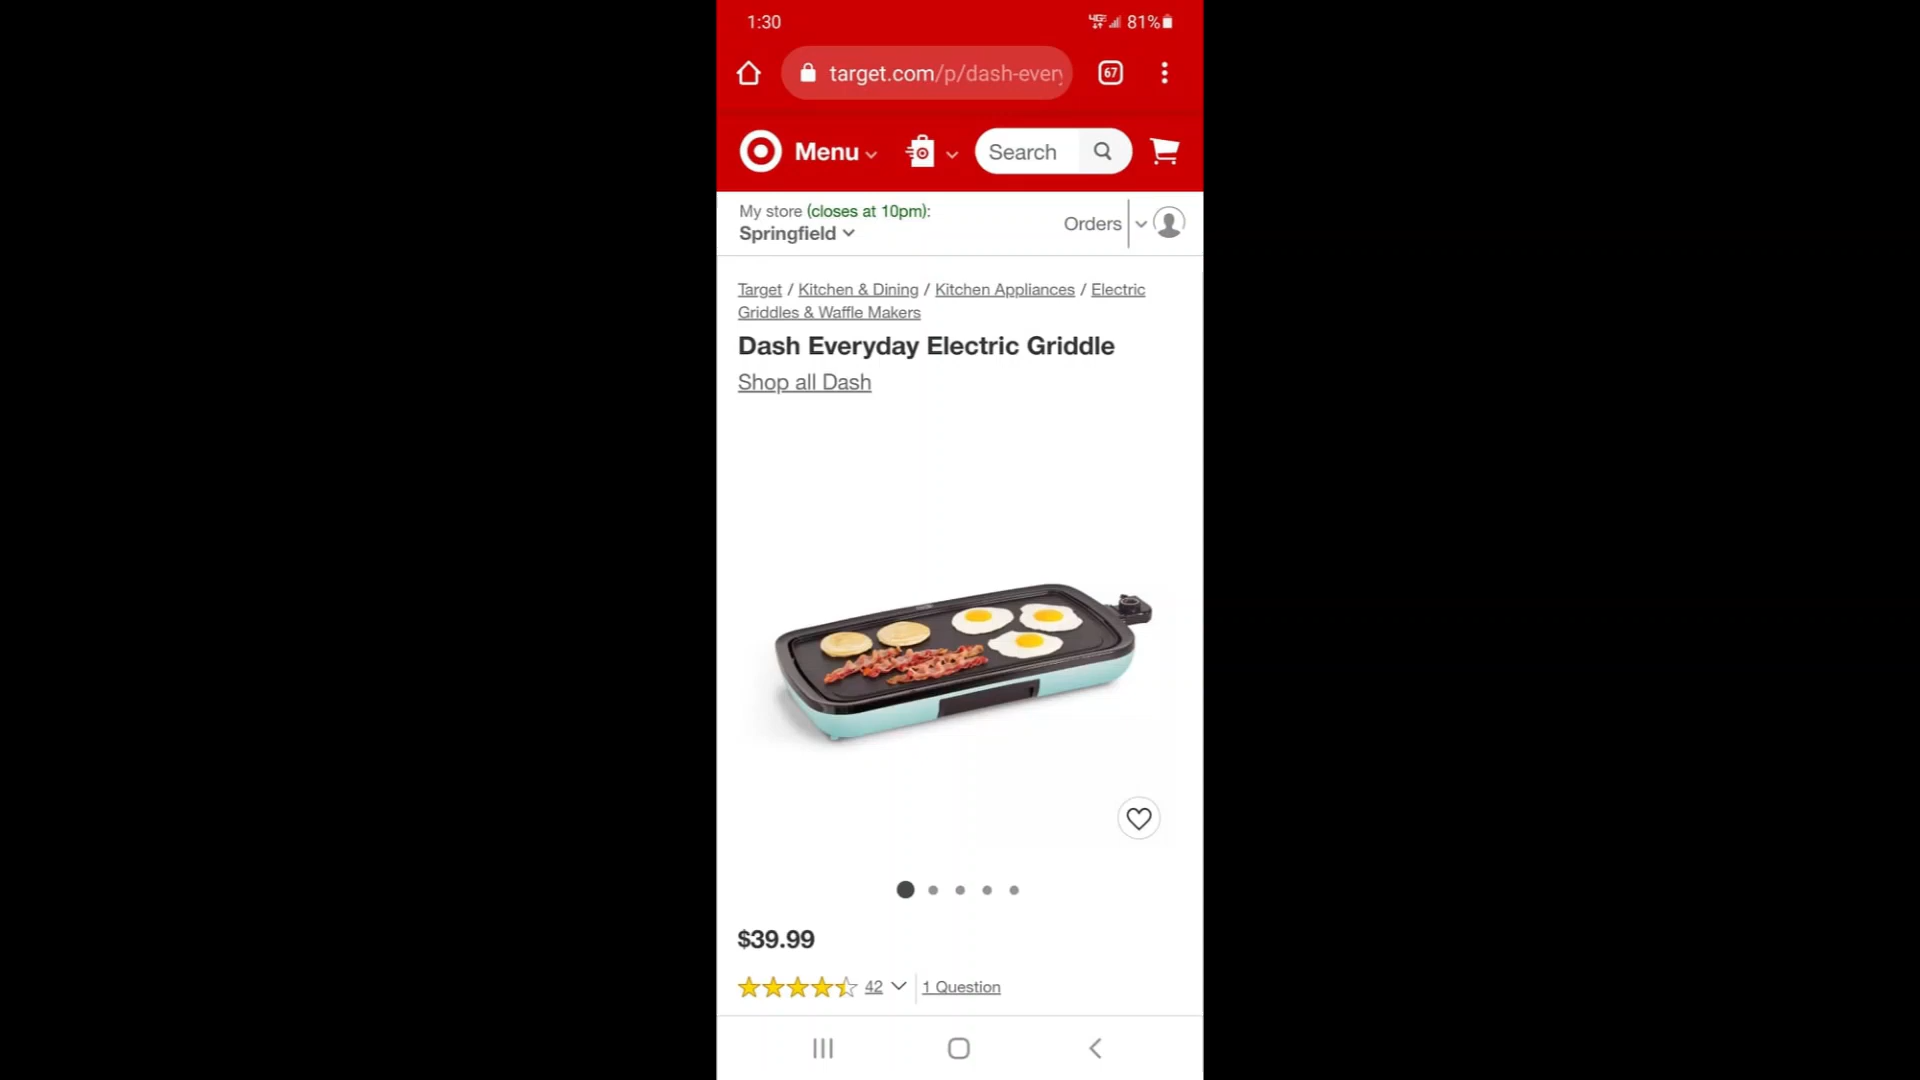 1:30
4GE 81%
target.com/p/dash-every
67
Menu
Search
My store (closes at 10pm):
Springfield
Orders
Target / Kitchen & Dining / Kitchen Appliances / Electric
Griddles & Waffle Makers
Dash Everyday Electric Griddle
Shop all Dash
$39.99
42
1 Question